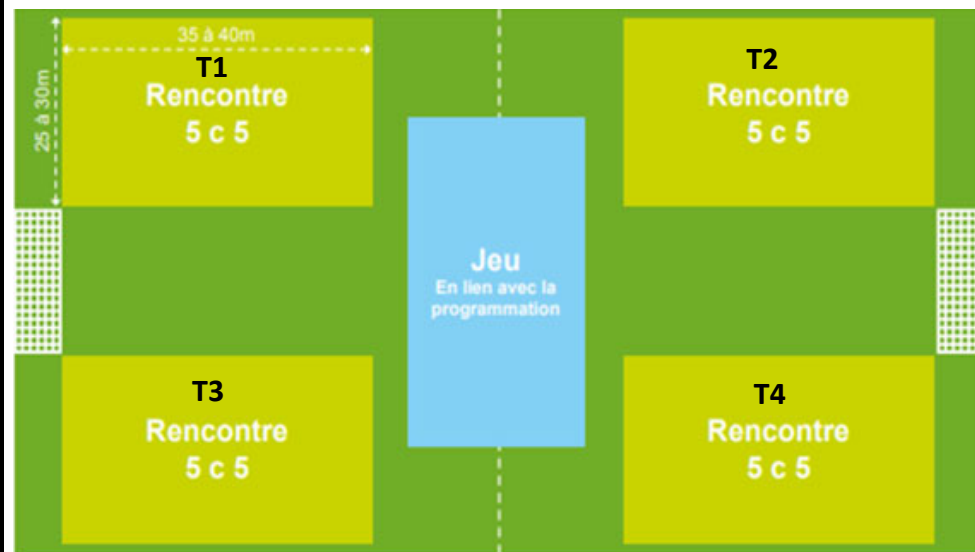 35 à 40m
25 à 30m
T1
Rencontre
5 c 5
T2
Rencontre
5 c 5
Jeu
En lien avec la
programmation
T3
Rencontre
5 c 5
T4
Rencontre
5 c 5